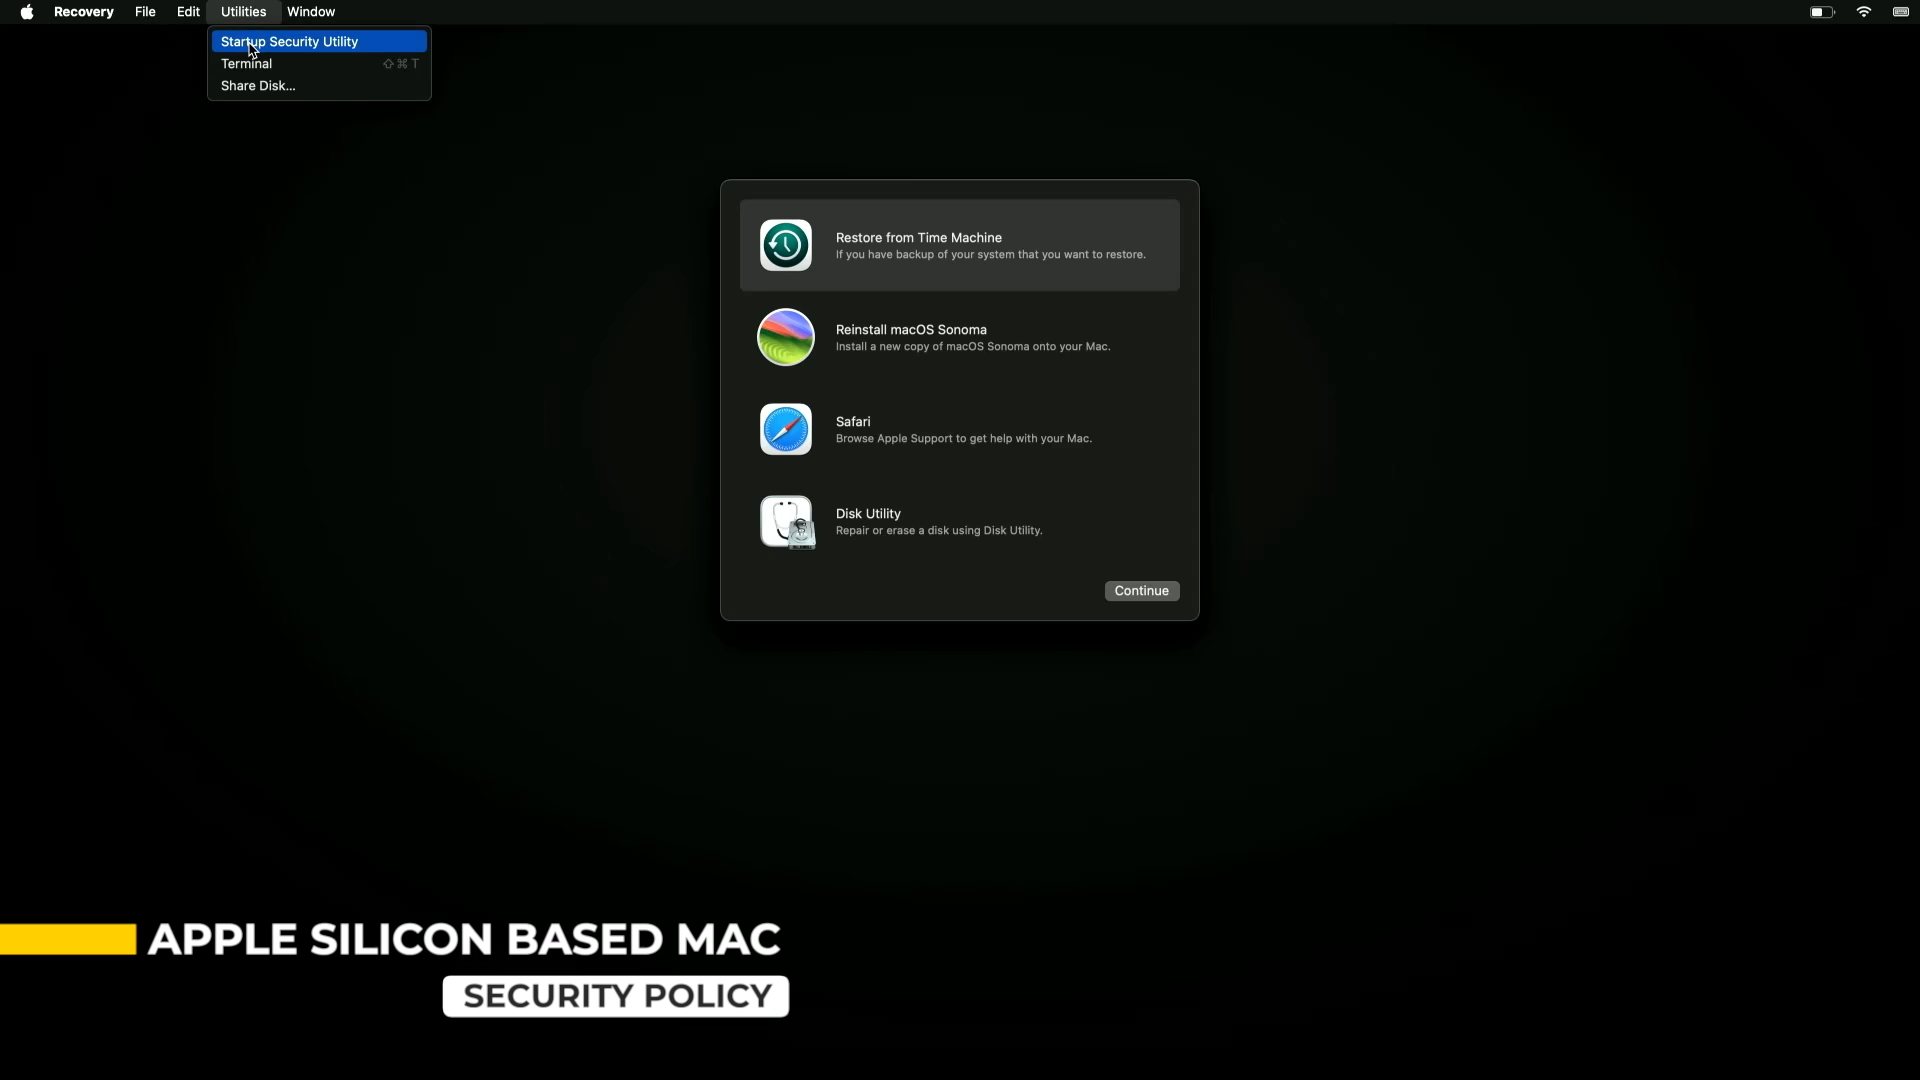 Recovery File Edit Utilities Window
Startup Security Utility
Terminal ⇧⌘T
Share Disk...
Restore from Time Machine
If you have backup of your system that you want to restore.
Reinstall macOS Sonoma
Install a new copy of macOS Sonoma onto your Mac.
Safari
Browse Apple Support to get help with your Mac.
Disk Utility
Repair or erase a disk using Disk Utility.
Continue
APPLE SILICON BASED MAC
SECURITY POLICY